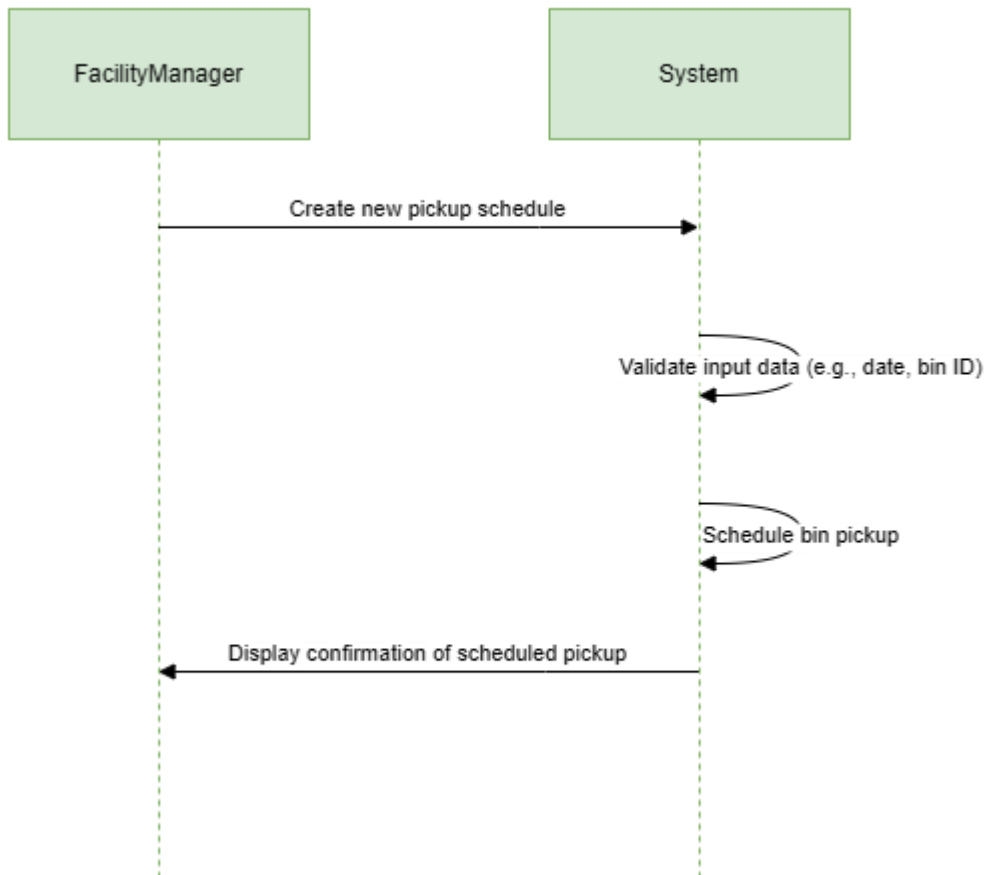 FacilityManager
System
Create new pickup schedule
Validate input data (e.g., date, bin ID)
Schedule bin pickup
Display confirmation of scheduled pickup